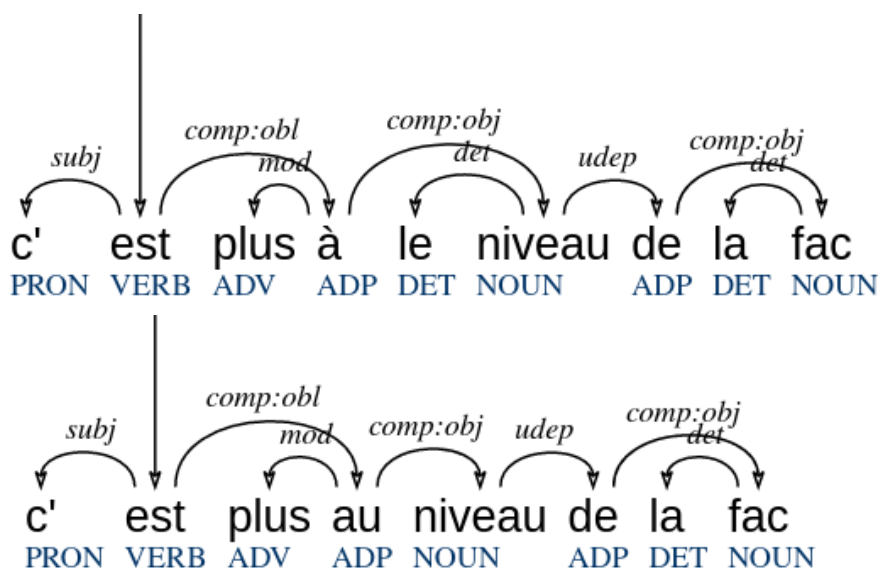 comp:obj
comp:obl
comp:obj
subj mod det udep det
c' est plus à le niveau de la fac
PRON VERB ADV ADP DET NOUN ADP DET NOUN
comp:obl
comp:obj
subj mod comp:obj udep det
c' est plus au niveau de la fac
PRON VERB ADV ADP NOUN ADP DET NOUN